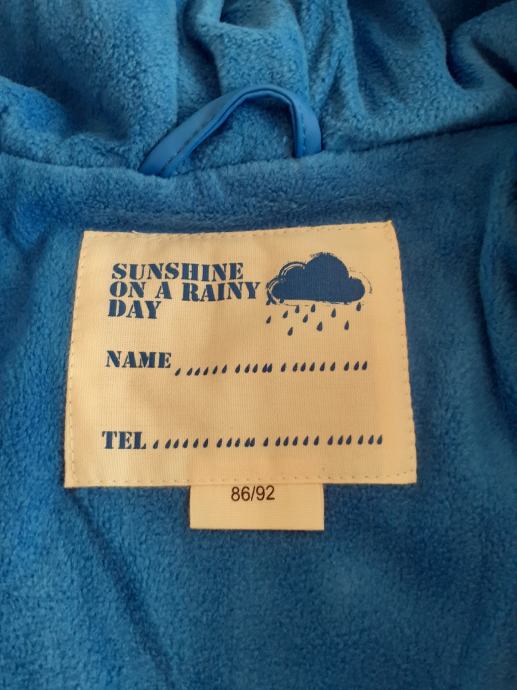 SUNSHINE
ON A RAINY
DAY
NAME
TEL
86/92